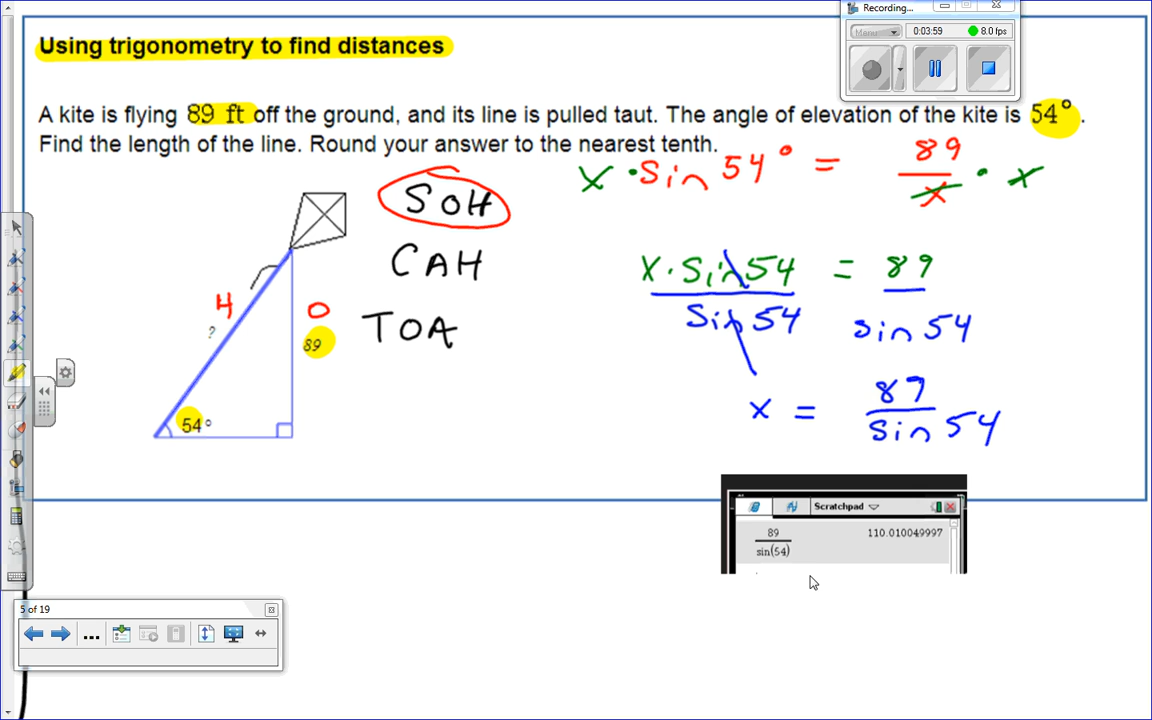 Recording...
Menu
0:03:59
8.0 fps
Using trigonometry to find distances
A kite is flying 89 ft off the ground, and its line is pulled taut. The angle of elevation of the kite is 54°.
Find the length of the line. Round your answer to the nearest tenth.
x · Sin 54° = 89/x · x
SOH
CAH
TOA
H
O
?
89
54°
x · Sin 54 = 89
Sin 54 sin 54
x = 89
sin 54
Scratchpad
89
sin(54)
110.010049997
5 of 19
...